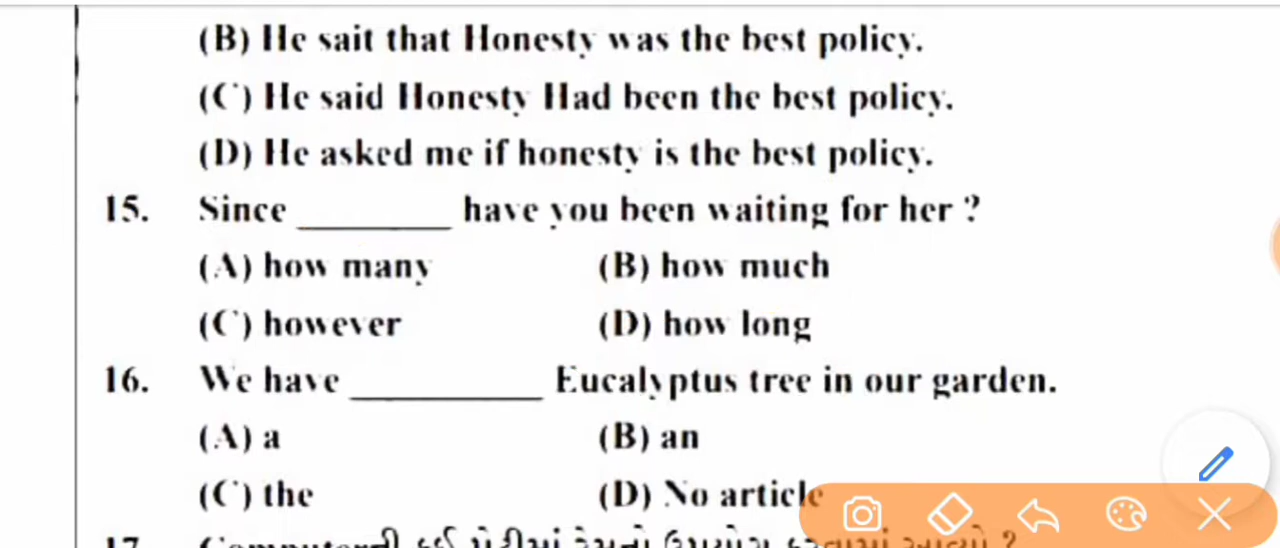 (B) He sait that Honesty was the best policy.
(C) He said Honesty Had been the best policy.
(D) He asked me if honesty is the best policy.
15. Since ________ have you been waiting for her ?
(A) how many (B) how much
(C) however (D) how long
16. We have __________ Eucalyptus tree in our garden.
(A) a (B) an
(C) the (D) No article
17.